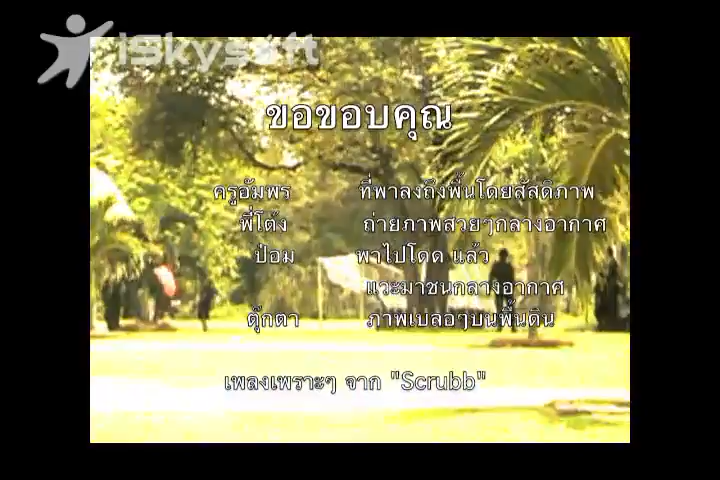 iSkysoft
ขอขอบคุณ
ครูอัมพร ที่พาลงถึงพื้นโดยสัสดิภาพ
พี่โต้ง ถ่ายภาพสวยๆกลางอากาศ
ป๋อม พาไปโดด แล้ว
แวะมาชนกลางอากาศ
ตุ๊กตา ภาพเบลอๆบนพื้นดิน
เพลงเพราะๆ จาก "Scrubb"